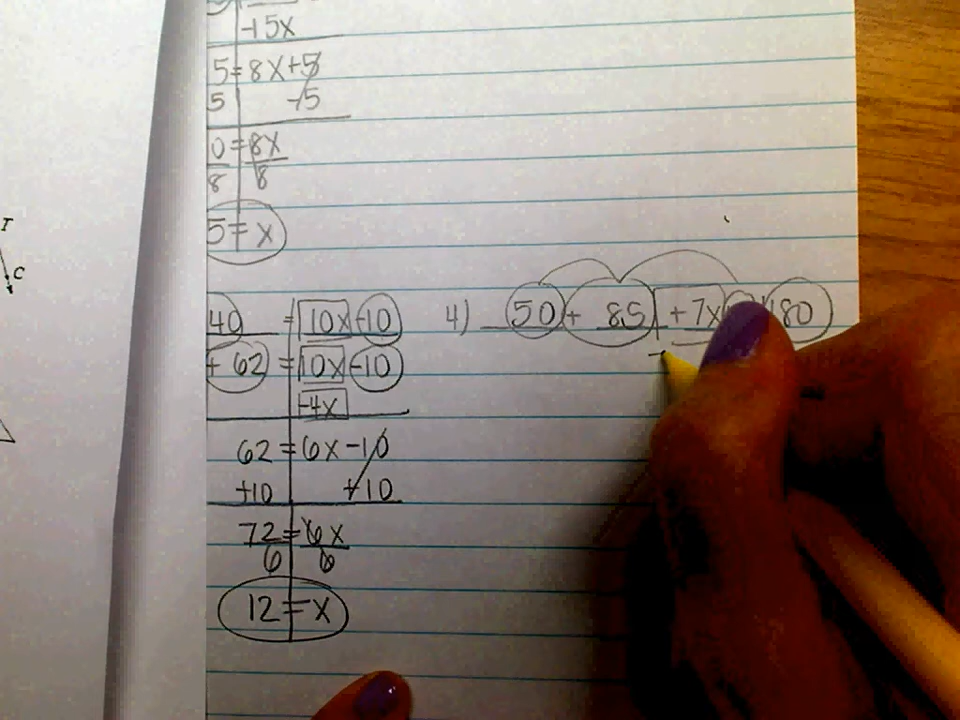 -15x
5=8x+5
5 -15
0=8x
8 8
5=x
40 = 10x-10
+62 = 10x-10
-4x
62=6x-10
+10 +10
72=6x
6 6
12=x
4) 50 + 85 + 7x 180
I
C